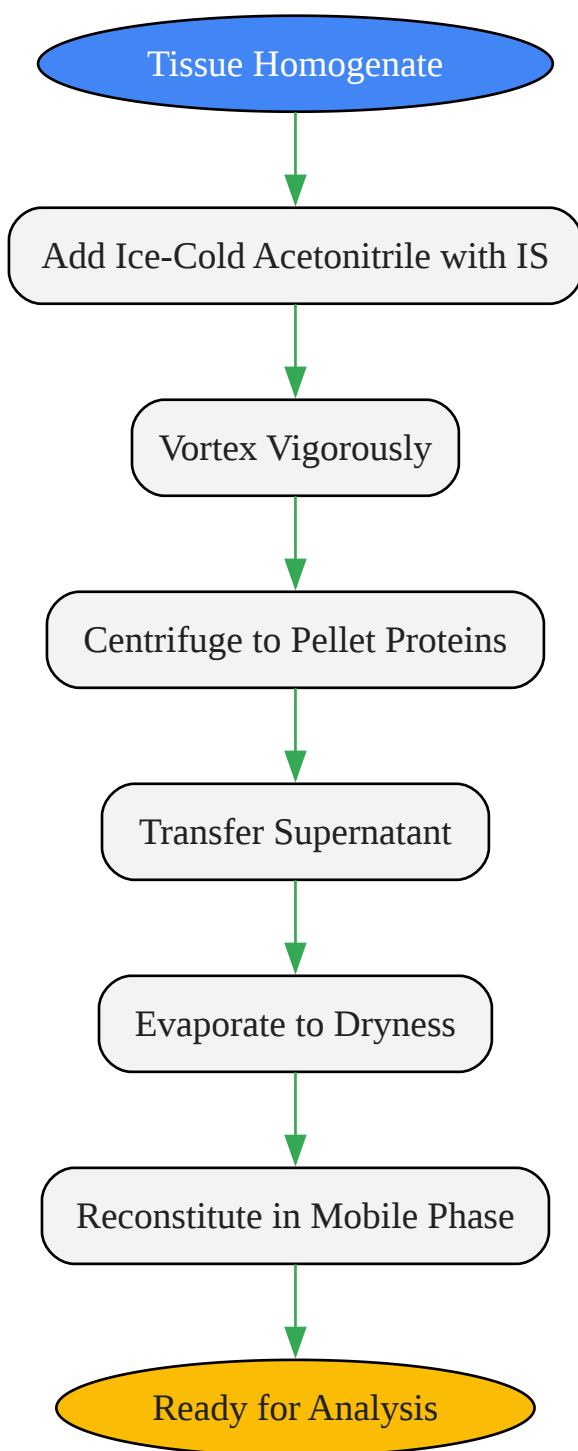 Tissue Homogenate
Add Ice-Cold Acetonitrile with IS
Vortex Vigorously
Centrifuge to Pellet Proteins
Transfer Supernatant
Evaporate to Dryness
Reconstitute in Mobile Phase
Ready for Analysis